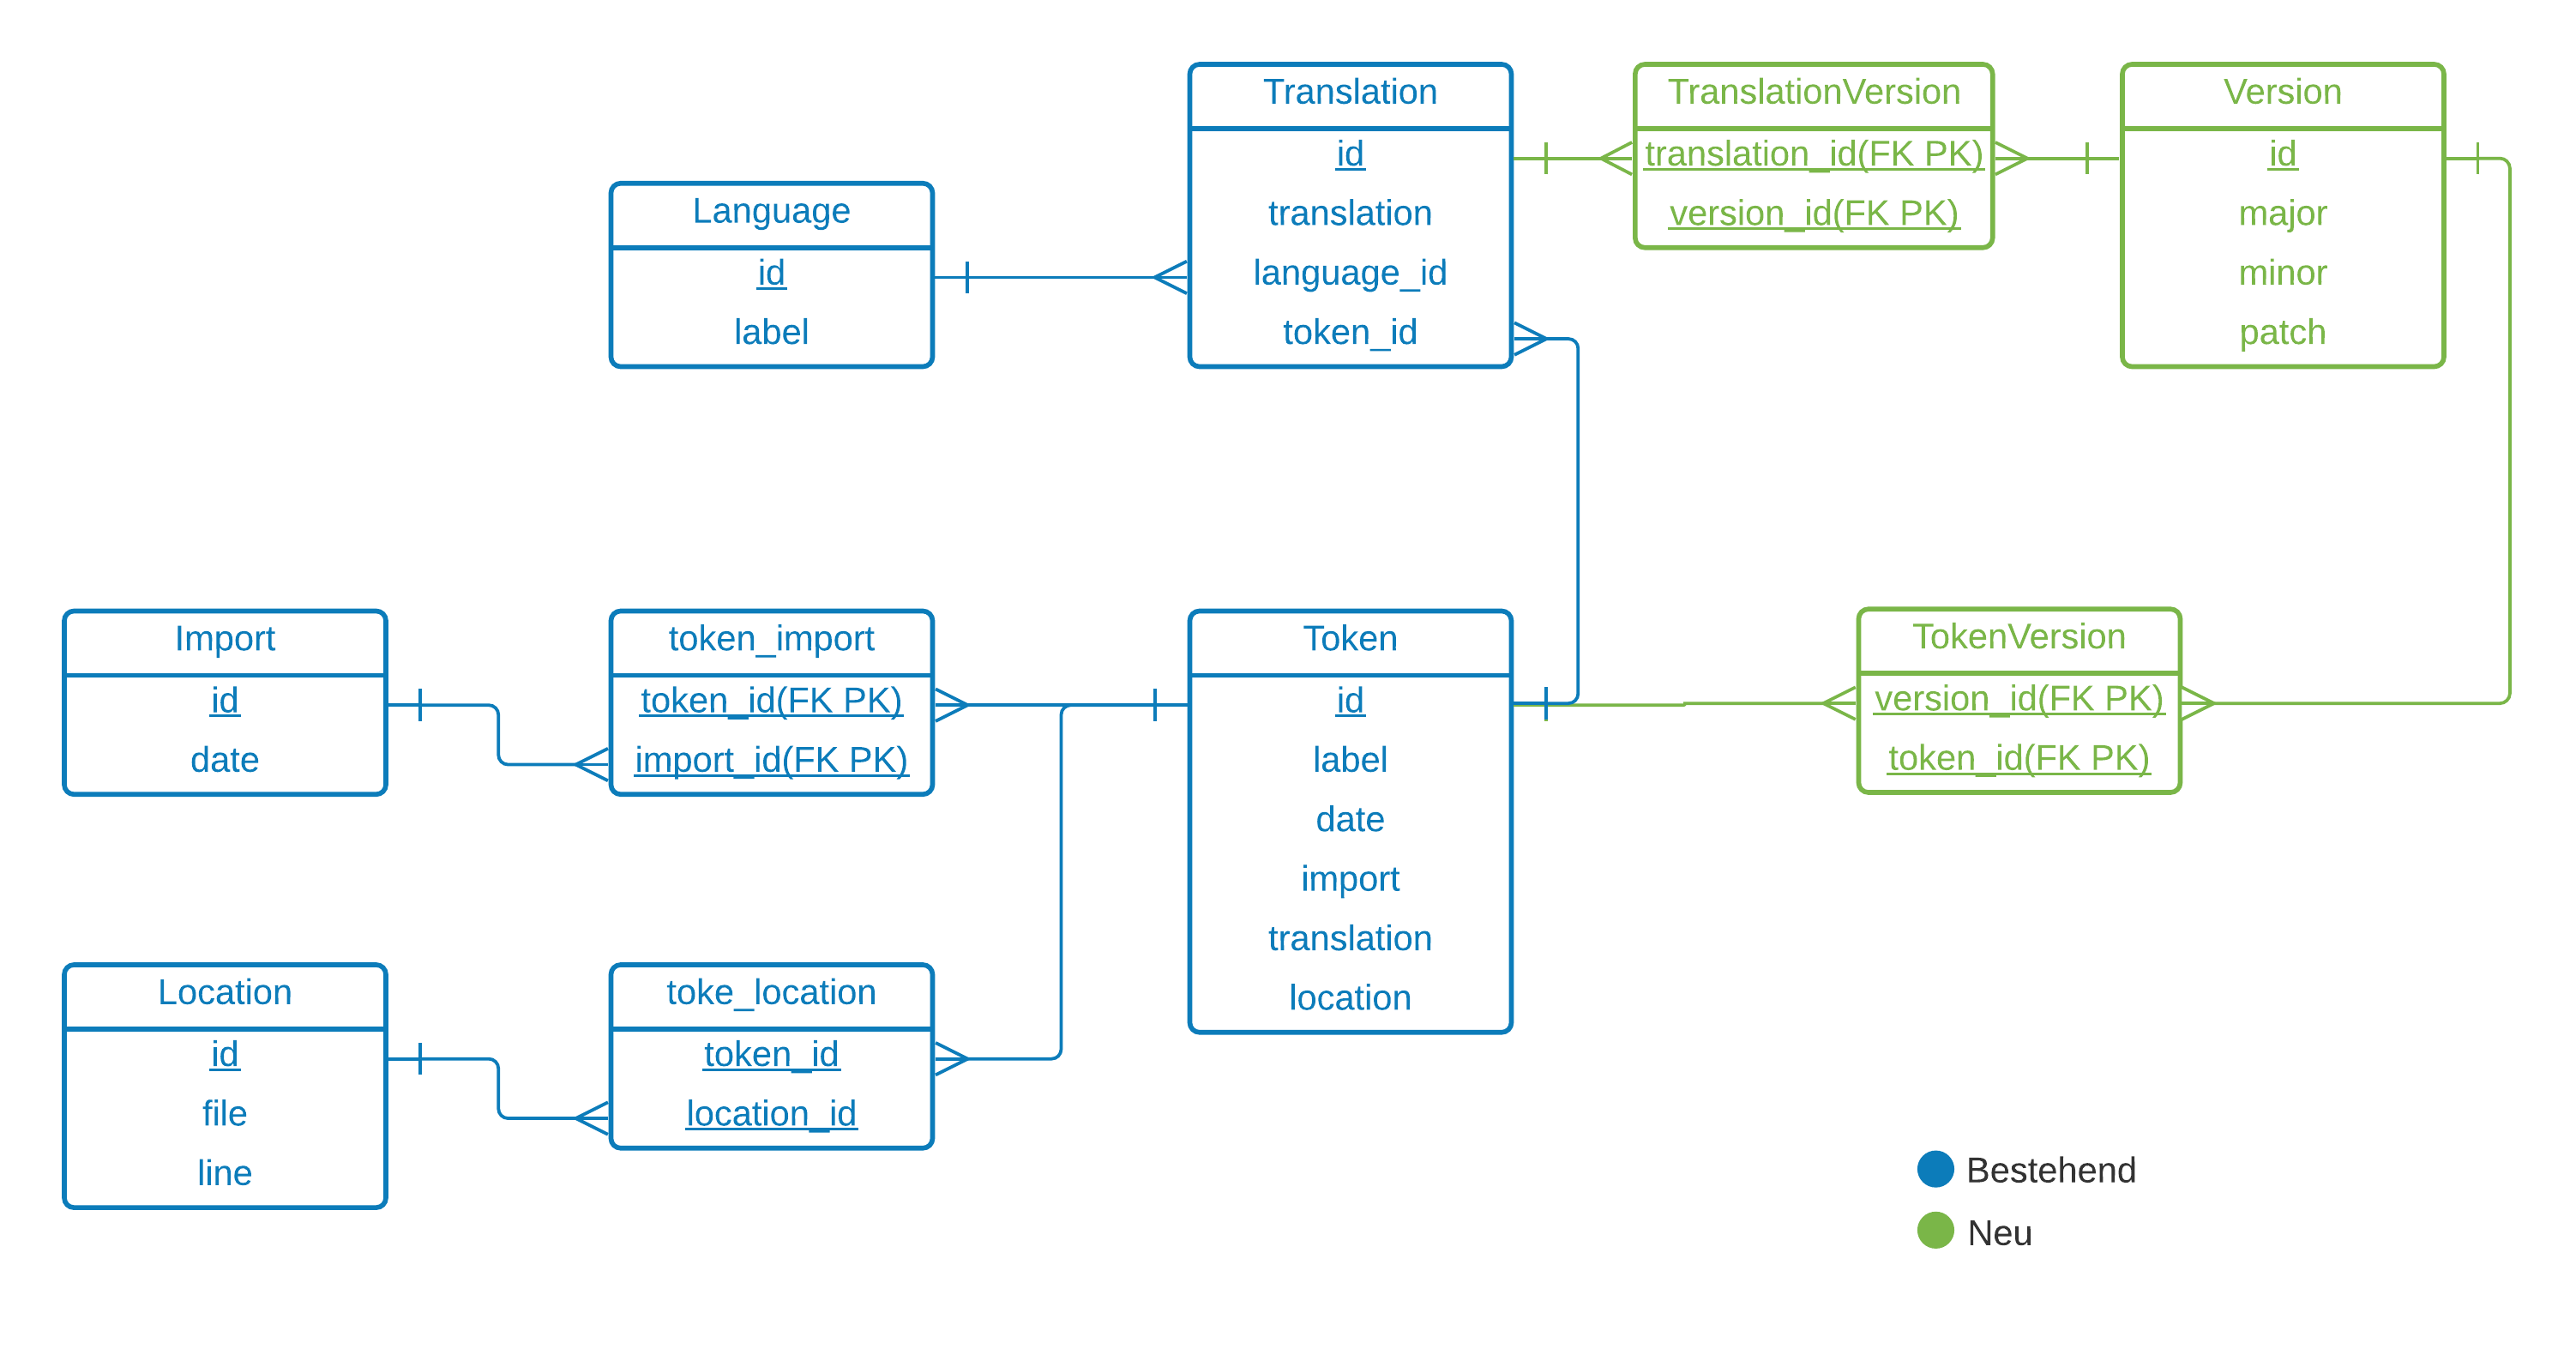 Translation
id
translation
language_id
token_id
TranslationVersion
translation_id(FK PK)
version_id(FK PK)
Version
id
major
minor
patch
Language
id
label
Import
id
date
token_import
token_id(FK PK)
import_id(FK PK)
Token
id
label
date
import
translation
location
TokenVersion
version_id(FK PK)
token_id(FK PK)
Location
id
file
line
toke_location
token_id
location_id
Bestehend
Neu